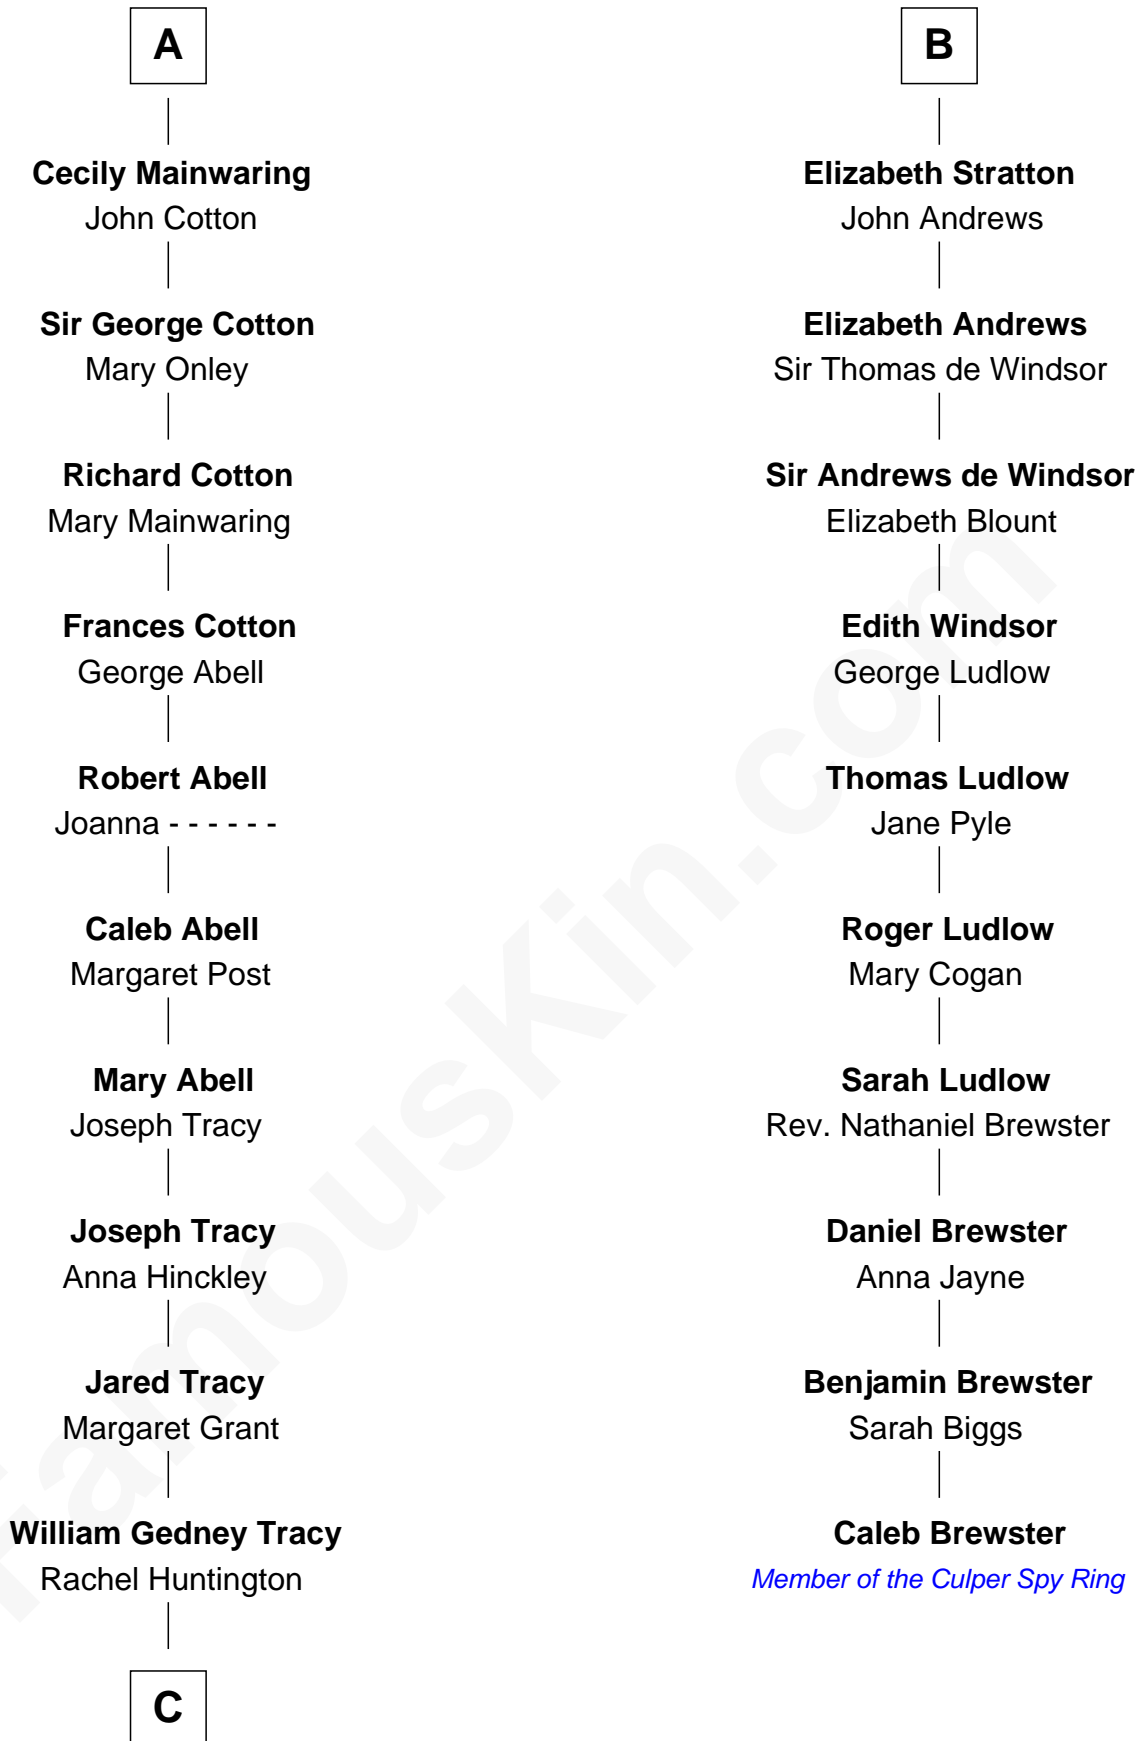 A
Cecily Mainwaring
John Cotton
Sir George Cotton
Mary Onley
Richard Cotton
Mary Mainwaring
Frances Cotton
George Abell
Robert Abell
Joanna - - - - - -
Caleb Abell
Margaret Post
Mary Abell
Joseph Tracy
Joseph Tracy
Anna Hinckley
Jared Tracy
Margaret Grant
William Gedney Tracy
Rachel Huntington
C
B
Elizabeth Stratton
John Andrews
Elizabeth Andrews
Sir Thomas de Windsor
Sir Andrews de Windsor
Elizabeth Blount
Edith Windsor
George Ludlow
Thomas Ludlow
Jane Pyle
Roger Ludlow
Mary Cogan
Sarah Ludlow
Rev. Nathaniel Brewster
Daniel Brewster
Anna Jayne
Benjamin Brewster
Sarah Biggs
Caleb Brewster
Member of the Culper Spy Ring
FamousKin.com